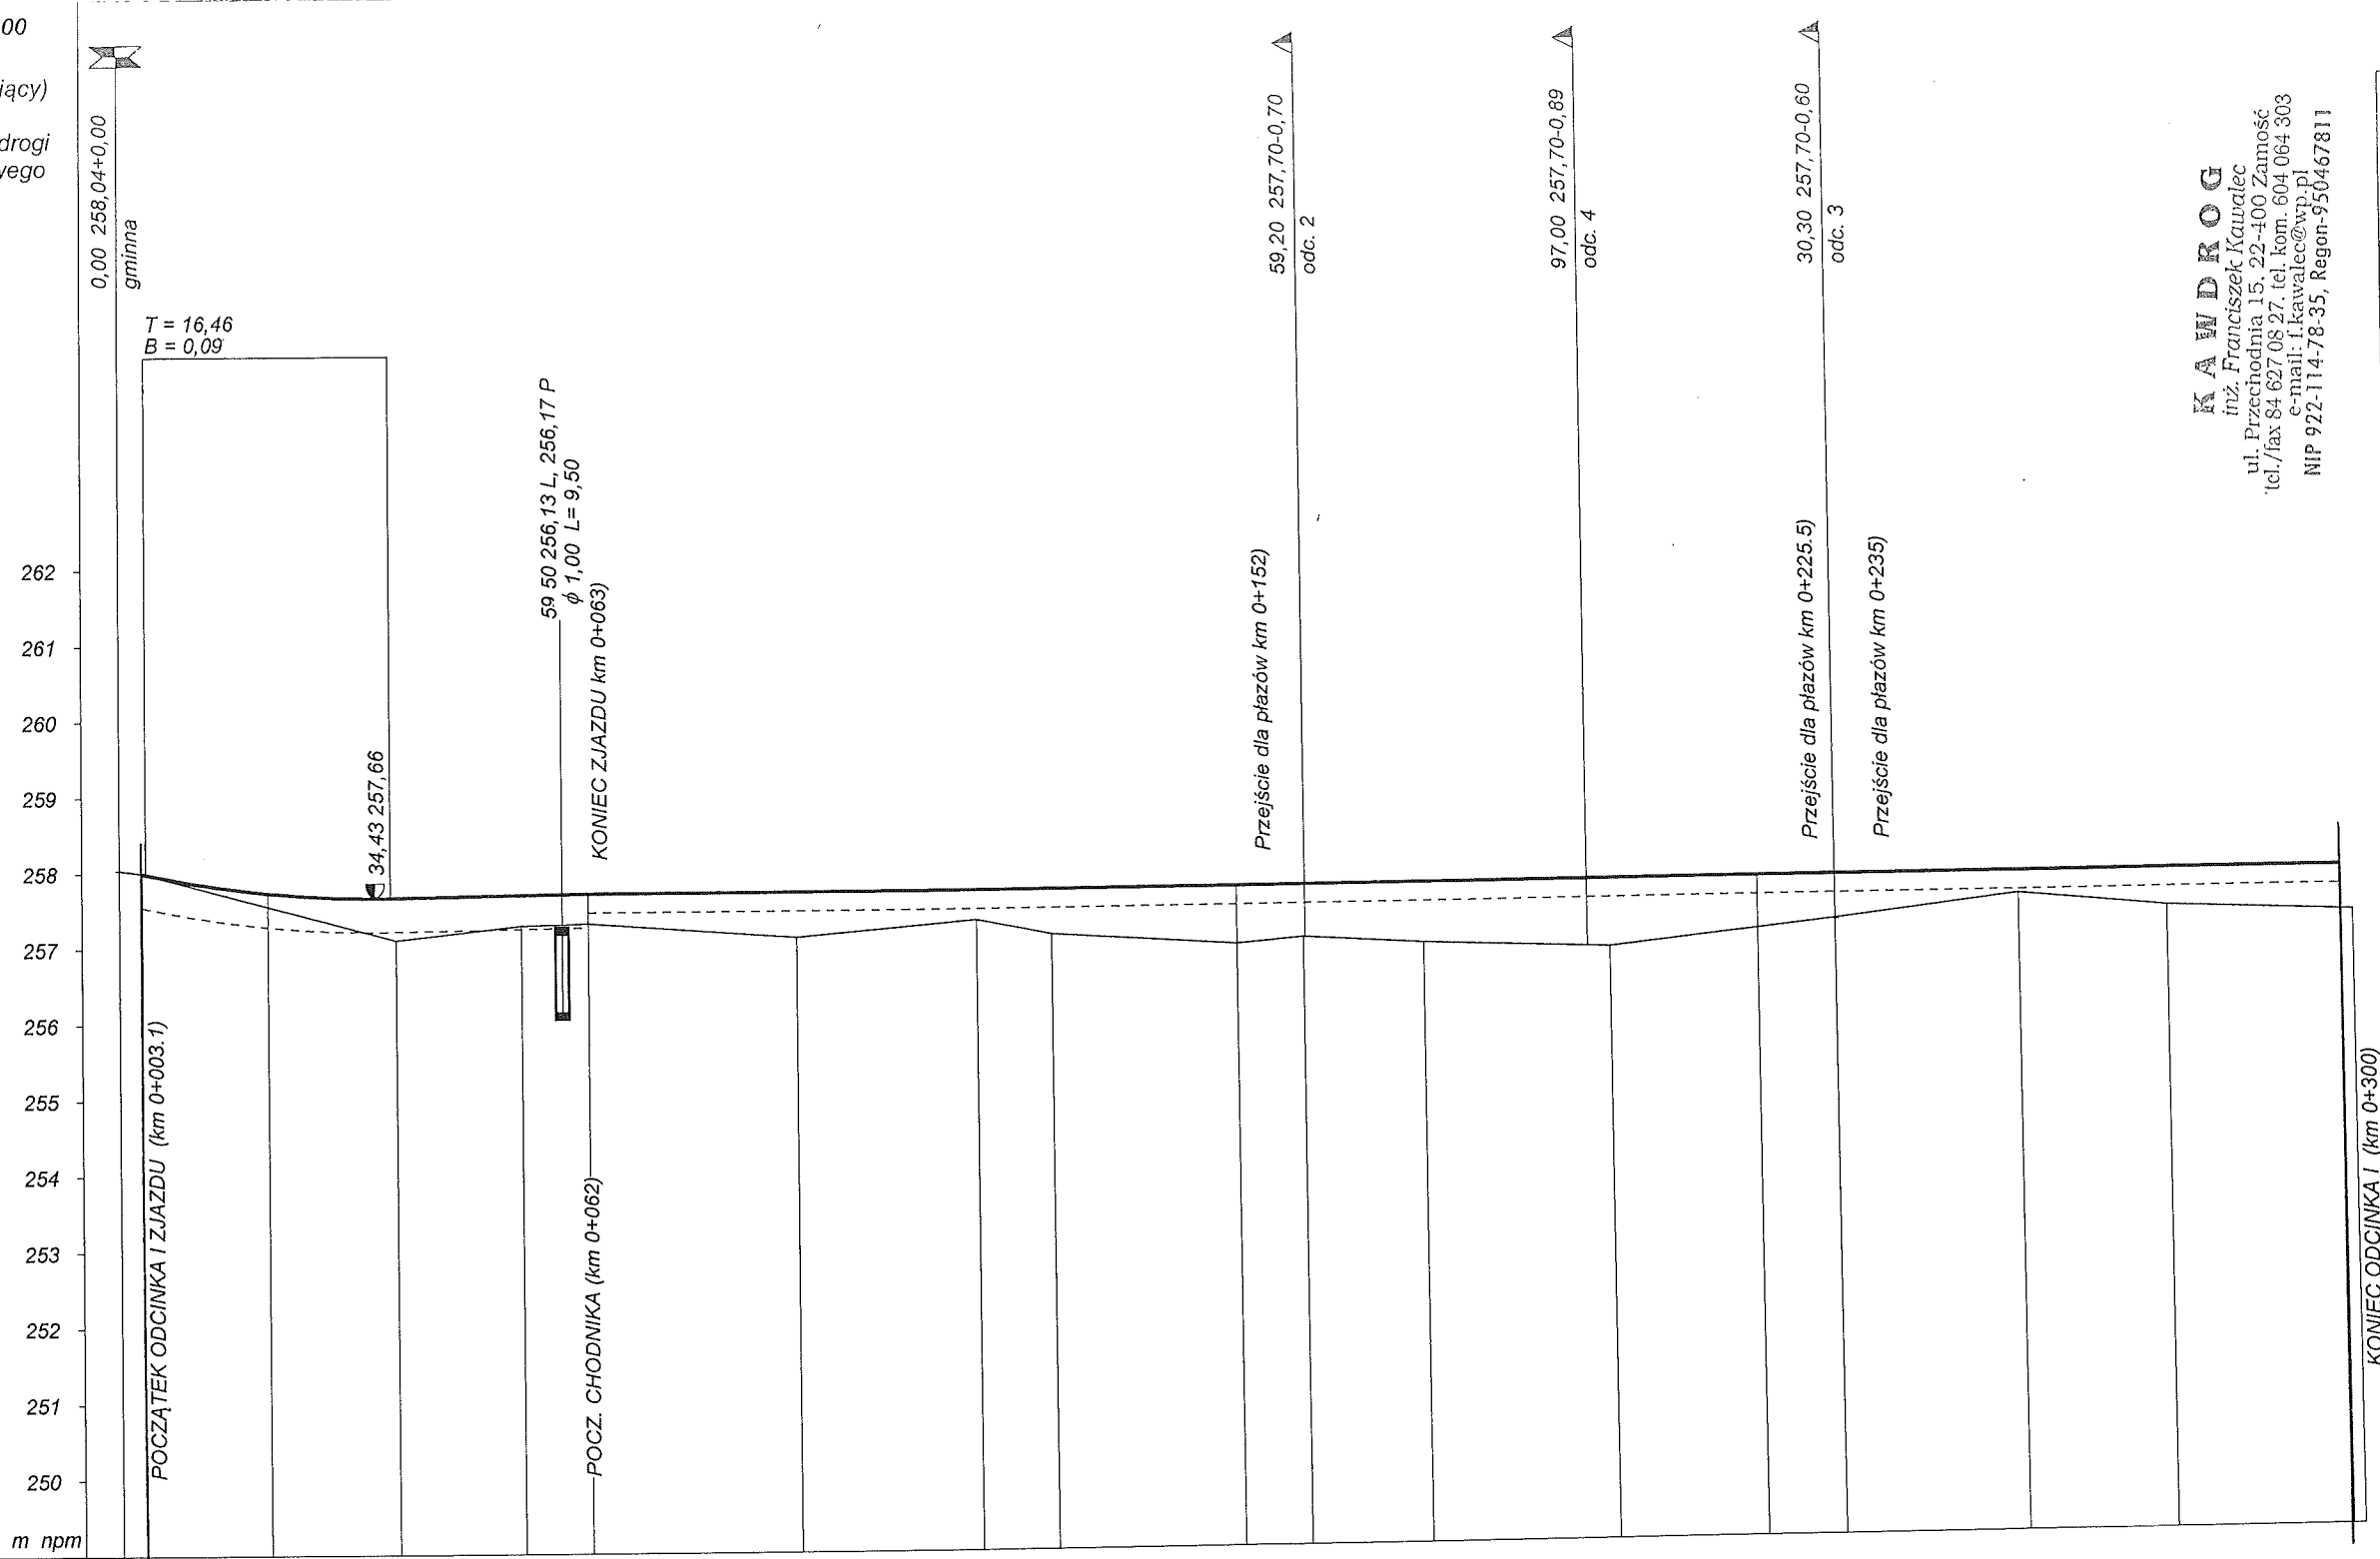 00
jący)
drogi
wego
0,00 258,04+0,00
gminna
T = 16,46
B = 0,09
34,43 257,66
59 50 256,13 L, 256,17 P
ϕ 1,00 L= 9,50
KONIEC ZJAZDU km 0+063)
59,20 257,70-0,70
odc. 2
97,00 257,70-0,89
odc. 4
30,30 257,70-0,60
odc. 3
Przejście dla płazów km 0+152)
Przejście dla płazów km 0+225.5)
Przejście dla płazów km 0+235)
KAWDROG
inż. Franciszek Kawalec
ul. Przechodnia 15, 22-400 Zamość
tel./fax 84 627 08 27, tel. kom. 604 064 303
e-mail: f.kawalec@wp.pl
NIP 922-114-78-35, Regon-950467811
262
261
260
259
258
257
256
255
254
253
252
251
250
m npm
POCZĄTEK ODCINKA I ZJAZDU (km 0+003.1)
POCZ. CHODNIKA (km 0+062)
KONIEC ODCINKA I (km 0+300)